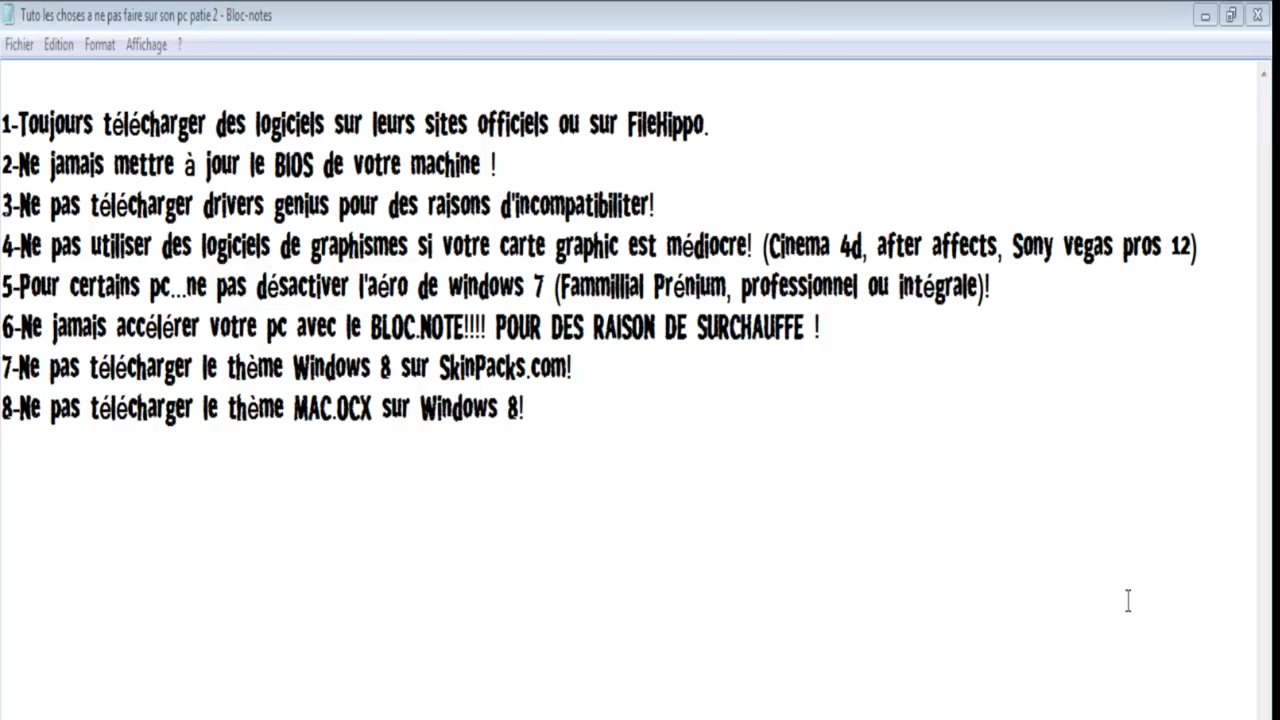 Tuto les choses a ne pas faire sur son pc patie 2 - Bloc-notes
Fichier Edition Format Affichage ?
1-Toujours télécharger des logiciels sur leurs sites officiels ou sur FileHippo.
2-Ne jamais mettre à jour le BIOS de votre machine !
3-Ne pas télécharger drivers genius pour des raisons d'incompatibiliter!
4-Ne pas utiliser des logiciels de graphismes si votre carte graphic est médiocre! (Cinema 4d, after affects, Sony vegas pros 12)
5-Pour certains pc...ne pas désactiver l'aéro de windows 7 (Fammillial Prénium, professionnel ou intégrale)!
6-Ne jamais accélérer votre pc avec le BLOC.NOTE!!!! POUR DES RAISON DE SURCHAUFFE !
7-Ne pas télécharger le thème Windows 8 sur SkinPacks.com!
8-Ne pas télécharger le thème MAC.OCX sur Windows 8!